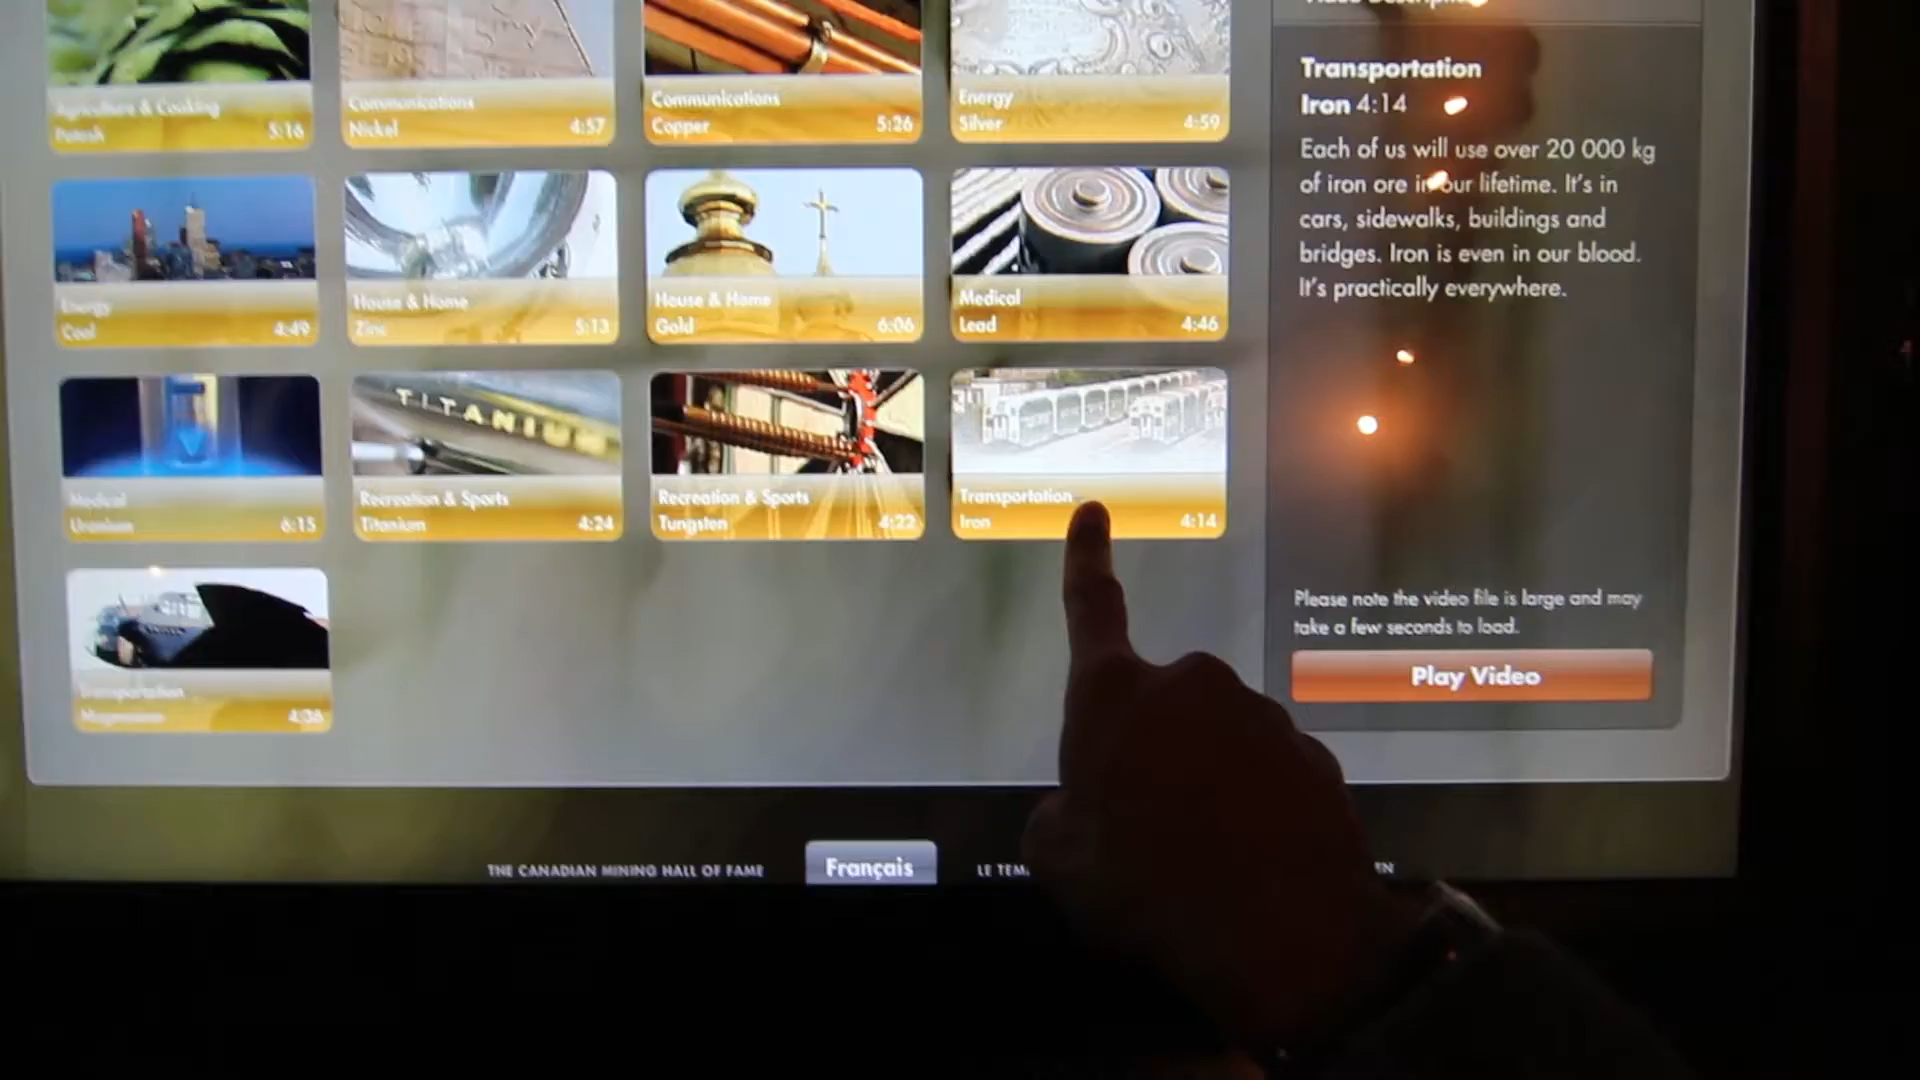 Video Description
Agriculture & Cooking
Potash 5:16
Communications
Nickel 4:57
Communications
Copper 5:26
Energy
Silver 4:59
Energy
Coal 4:49
House & Home
Zinc 5:13
House & Home
Gold 6:06
Medical
Lead 4:46
Medical
Uranium 6:15
TITANIUM
Recreation & Sports
Titanium 4:24
Recreation & Sports
Tungsten 4:22
Transportation
Iron 4:14
Transportation
Magnesium 4:36
Transportation
Iron 4:14
Each of us will use over 20 000 kg
of iron ore in our lifetime. It's in
cars, sidewalks, buildings and
bridges. Iron is even in our blood.
It's practically everywhere.
Please note the video file is large and may
take a few seconds to load.
Play Video
THE CANADIAN MINING HALL OF FAME
Français
LE TEM
EN